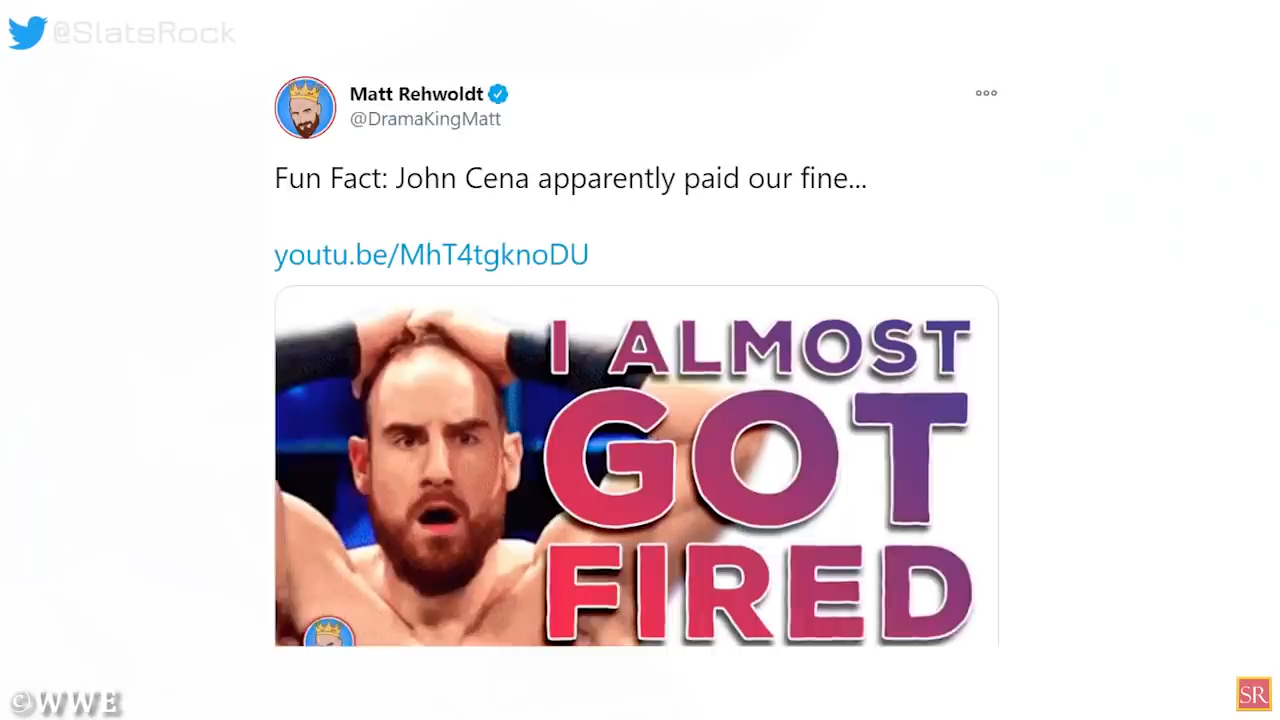 @SlatsRock
Matt Rehwoldt
@DramaKingMatt
Fun Fact: John Cena apparently paid our fine...
youtu.be/MhT4tgknoDU
I ALMOST
GOT
FIRED
©WWE
SR